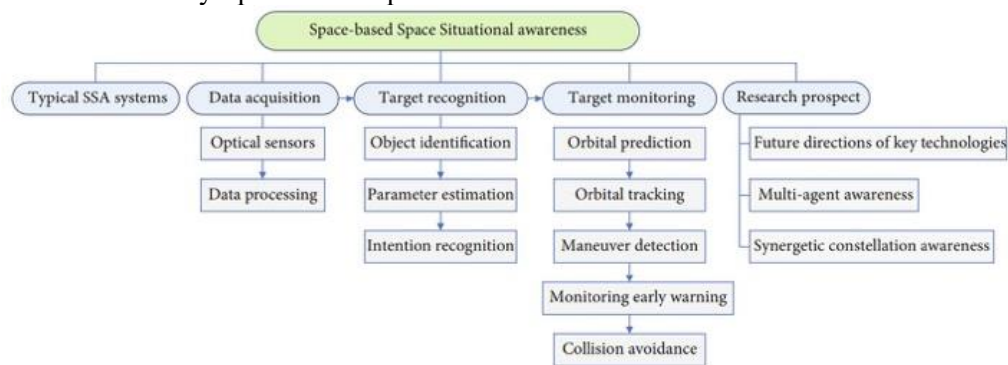 Space-based Space Situational awareness
Typical SSA systems
Data acquisition
Target recognition
Target monitoring
Research prospect
Optical sensors
Object identification
Orbital prediction
Future directions of key technologies
Data processing
Parameter estimation
Orbital tracking
Multi-agent awareness
Intention recognition
Maneuver detection
Synergetic constellation awareness
Monitoring early warning
Collision avoidance